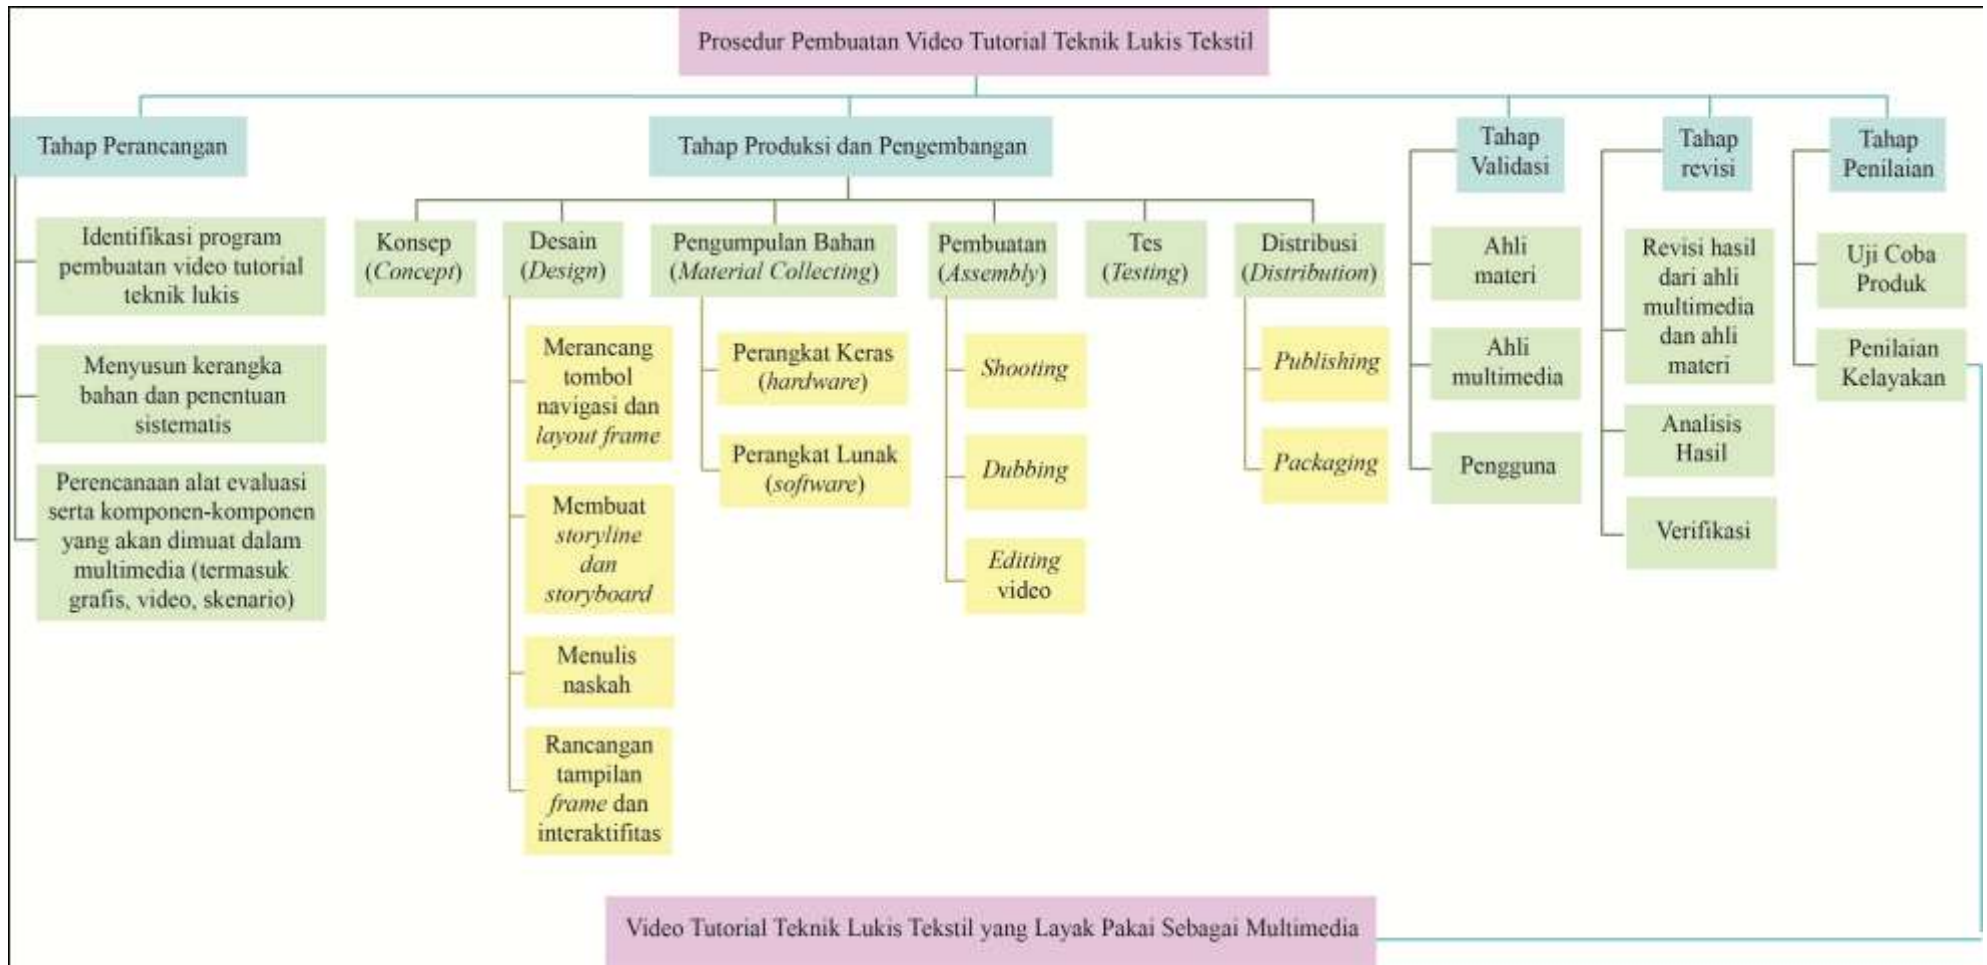 Prosedur Pembuatan Video Tutorial Teknik Lukis Tekstil
Tahap Perancangan
Identifikasi program
pembuatan video tutorial
teknik lukis
Menyusun kerangka
bahan dan penentuan
sistematis
Perencanaan alat evaluasi
serta komponen-komponen
yang akan dimuat dalam
multimedia (termasuk
grafis, video, skenario)
Tahap Produksi dan Pengembangan
Konsep
(Concept)
Desain
(Design)
Merancang
tombol
navigasi dan
layout frame
Membuat
storyline
dan
storyboard
Menulis
naskah
Rancangan
tampilan
frame dan
interaktifitas
Pengumpulan Bahan
(Material Collecting)
Perangkat Keras
(hardware)
Perangkat Lunak
(software)
Pembuatan
(Assembly)
Shooting
Dubbing
Editing
video
Tes
(Testing)
Distribusi
(Distribution)
Publishing
Packaging
Tahap
Validasi
Ahli
materi
Ahli
multimedia
Pengguna
Tahap
revisi
Revisi hasil
dari ahli
multimedia
dan ahli
materi
Analisis
Hasil
Verifikasi
Tahap
Penilaian
Uji Coba
Produk
Penilaian
Kelayakan
Video Tutorial Teknik Lukis Tekstil yang Layak Pakai Sebagai Multimedia